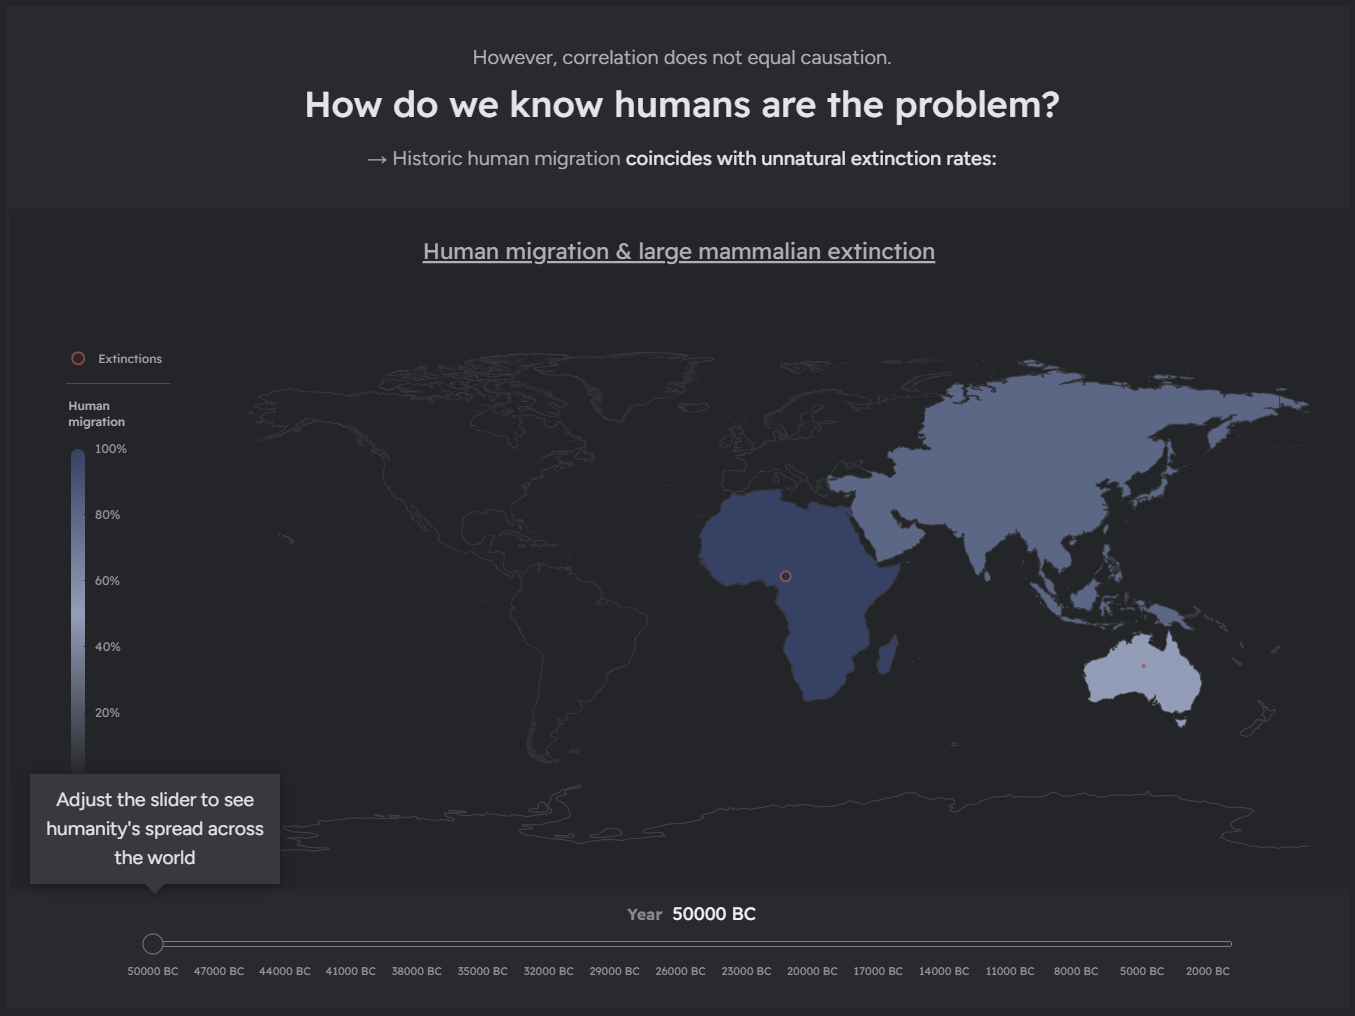 However, correlation does not equal causation.
How do we know humans are the problem?
→ Historic human migration coincides with unnatural extinction rates:
Human migration & large mammalian extinction
Extinctions
Human
migration
100%
80%
60%
40%
20%
Adjust the slider to see
humanity's spread across
the world
Year 50000 BC
50000 BC 47000 BC 44000 BC 41000 BC 38000 BC 35000 BC 32000 BC 29000 BC 26000 BC 23000 BC 20000 BC 17000 BC 14000 BC 11000 BC 8000 BC 5000 BC 2000 BC